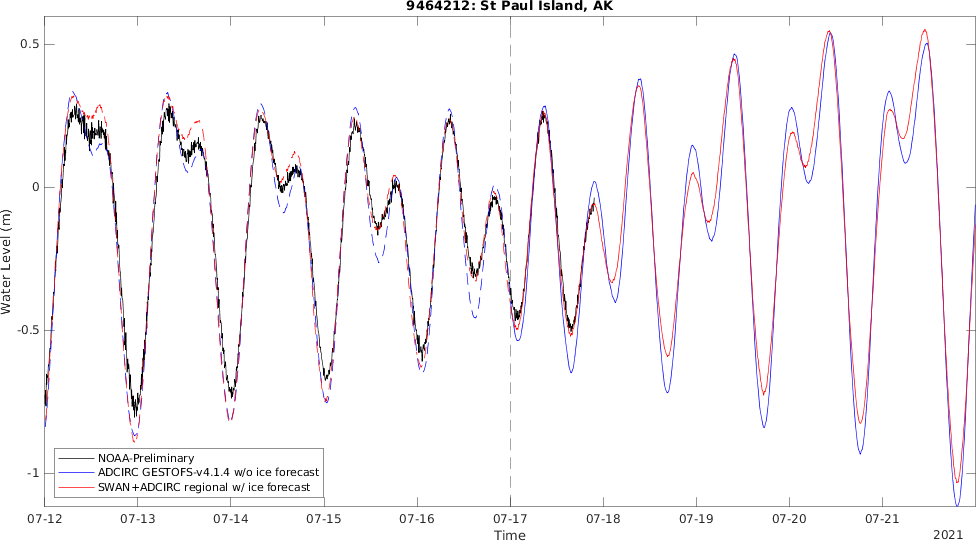 9464212: St Paul Island, AK
0.5
0
-0.5
-1
Water Level (m)
NOAA-Preliminary
ADCIRC GESTOFS-v4.1.4 w/o ice forecast
SWAN+ADCIRC regional w/ ice forecast
07-12 07-13 07-14 07-15 07-16 07-17 07-18 07-19 07-20 07-21
Time
2021